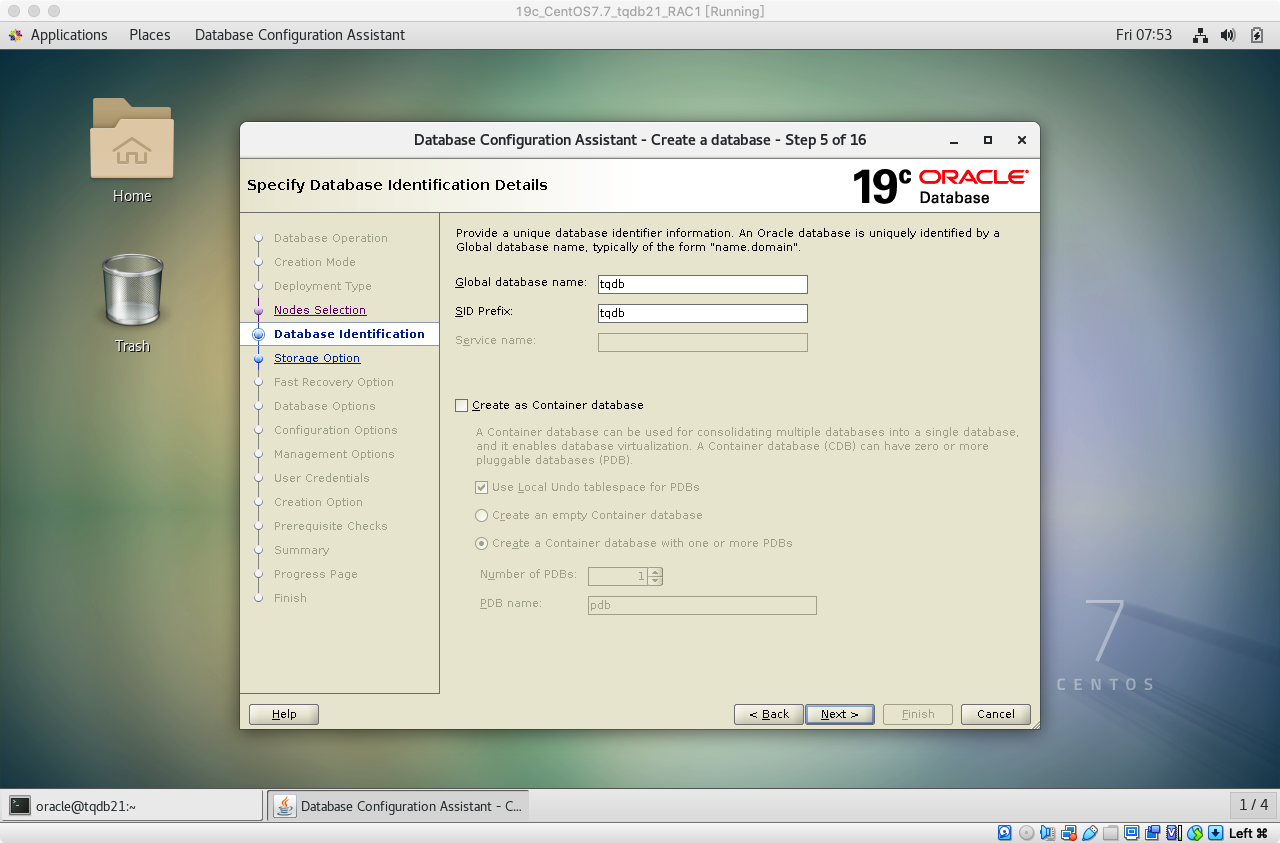 19c_CentOS7.7_tqdb21_RAC1 [Running]
Applications Places Database Configuration Assistant Fri 07:53
Home
Trash
Database Configuration Assistant - Create a database - Step 5 of 16
Specify Database Identification Details
19c ORACLE
Database
Database Operation
Creation Mode
Deployment Type
Nodes Selection
Database Identification
Storage Option
Fast Recovery Option
Database Options
Configuration Options
Management Options
User Credentials
Creation Option
Prerequisite Checks
Summary
Progress Page
Finish
Provide a unique database identifier information. An Oracle database is uniquely identified by a
Global database name, typically of the form "name.domain".
Global database name: tqdb
SID Prefix: tqdb
Service name:
Create as Container database
A Container database can be used for consolidating multiple databases into a single database,
and it enables database virtualization. A Container database (CDB) can have zero or more
pluggable databases (PDB).
Use Local Undo tablespace for PDBs
Create an empty Container database
Create a Container database with one or more PDBs
Number of PDBs: 1
PDB name: pdb
Help < Back Next > Finish Cancel
7
CENTOS
oracle@tqdb21:~ Database Configuration Assistant - C... 1 / 4
Left ⌘